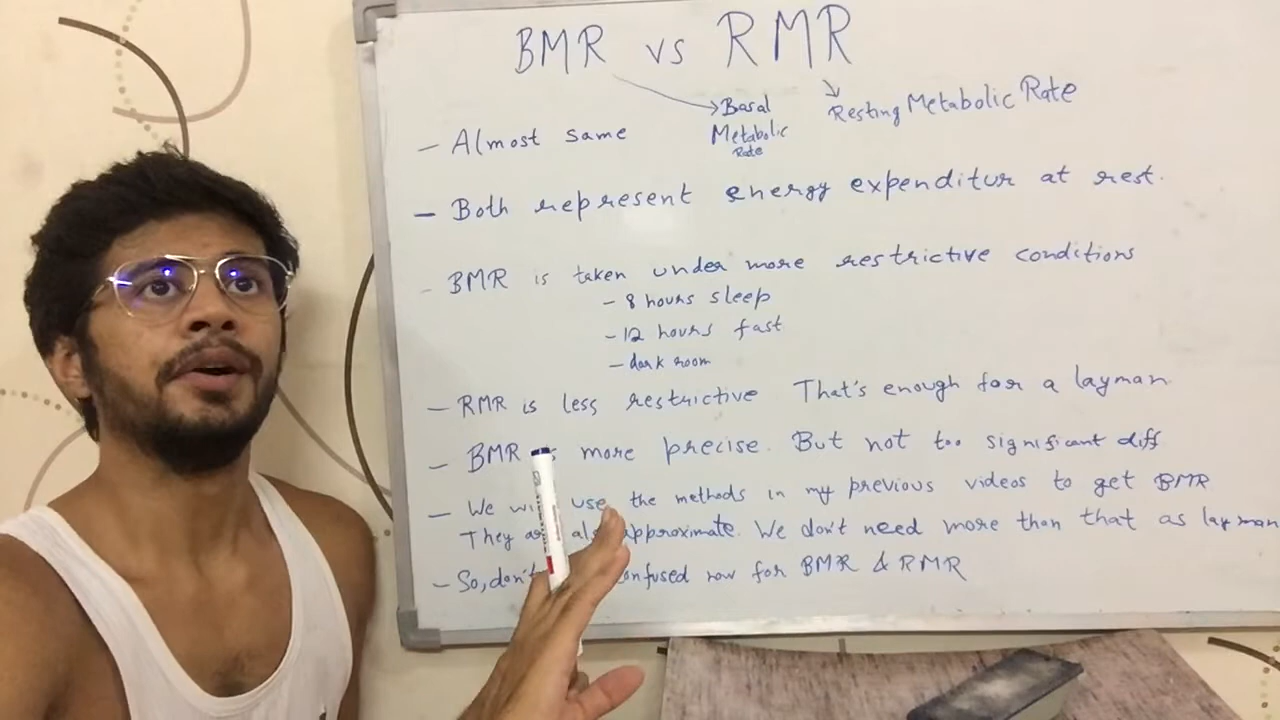 BMR vs RMR
Basal
Metabolic
Rate
Resting Metabolic Rate
- Almost same
- Both represent energy expenditur at rest.
- BMR is taken under more restrictive conditions
- 8 hours sleep
- 12 hours fast
- dark room
- RMR is less restrictive That's enough for a layman
- BMR more precise. But not too significant diff
- We use the methods in my previous videos to get BMR
They approximate. We don't need more than that as layman
- So, don't now for BMR & RMR